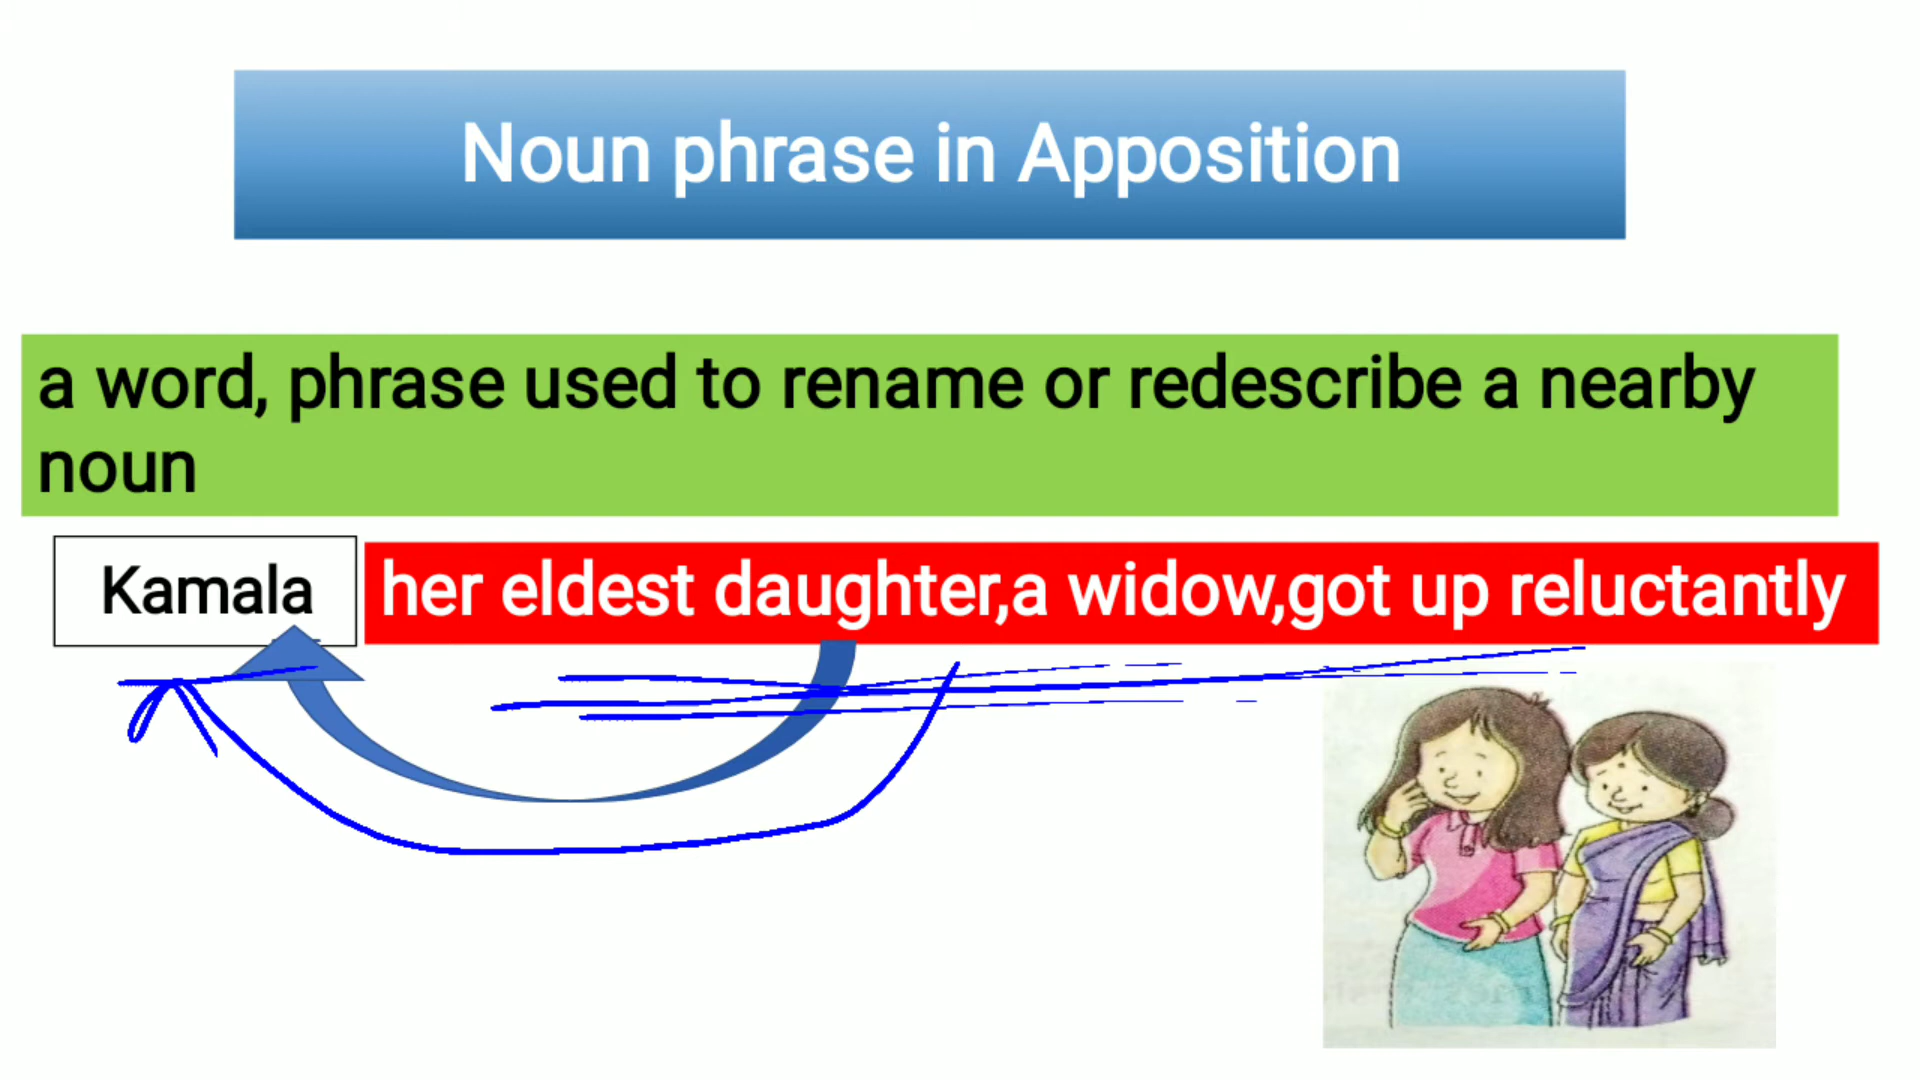 Noun phrase in Apposition
a word, phrase used to rename or redescribe a nearby
noun
Kamala her eldest daughter,a widow,got up reluctantly